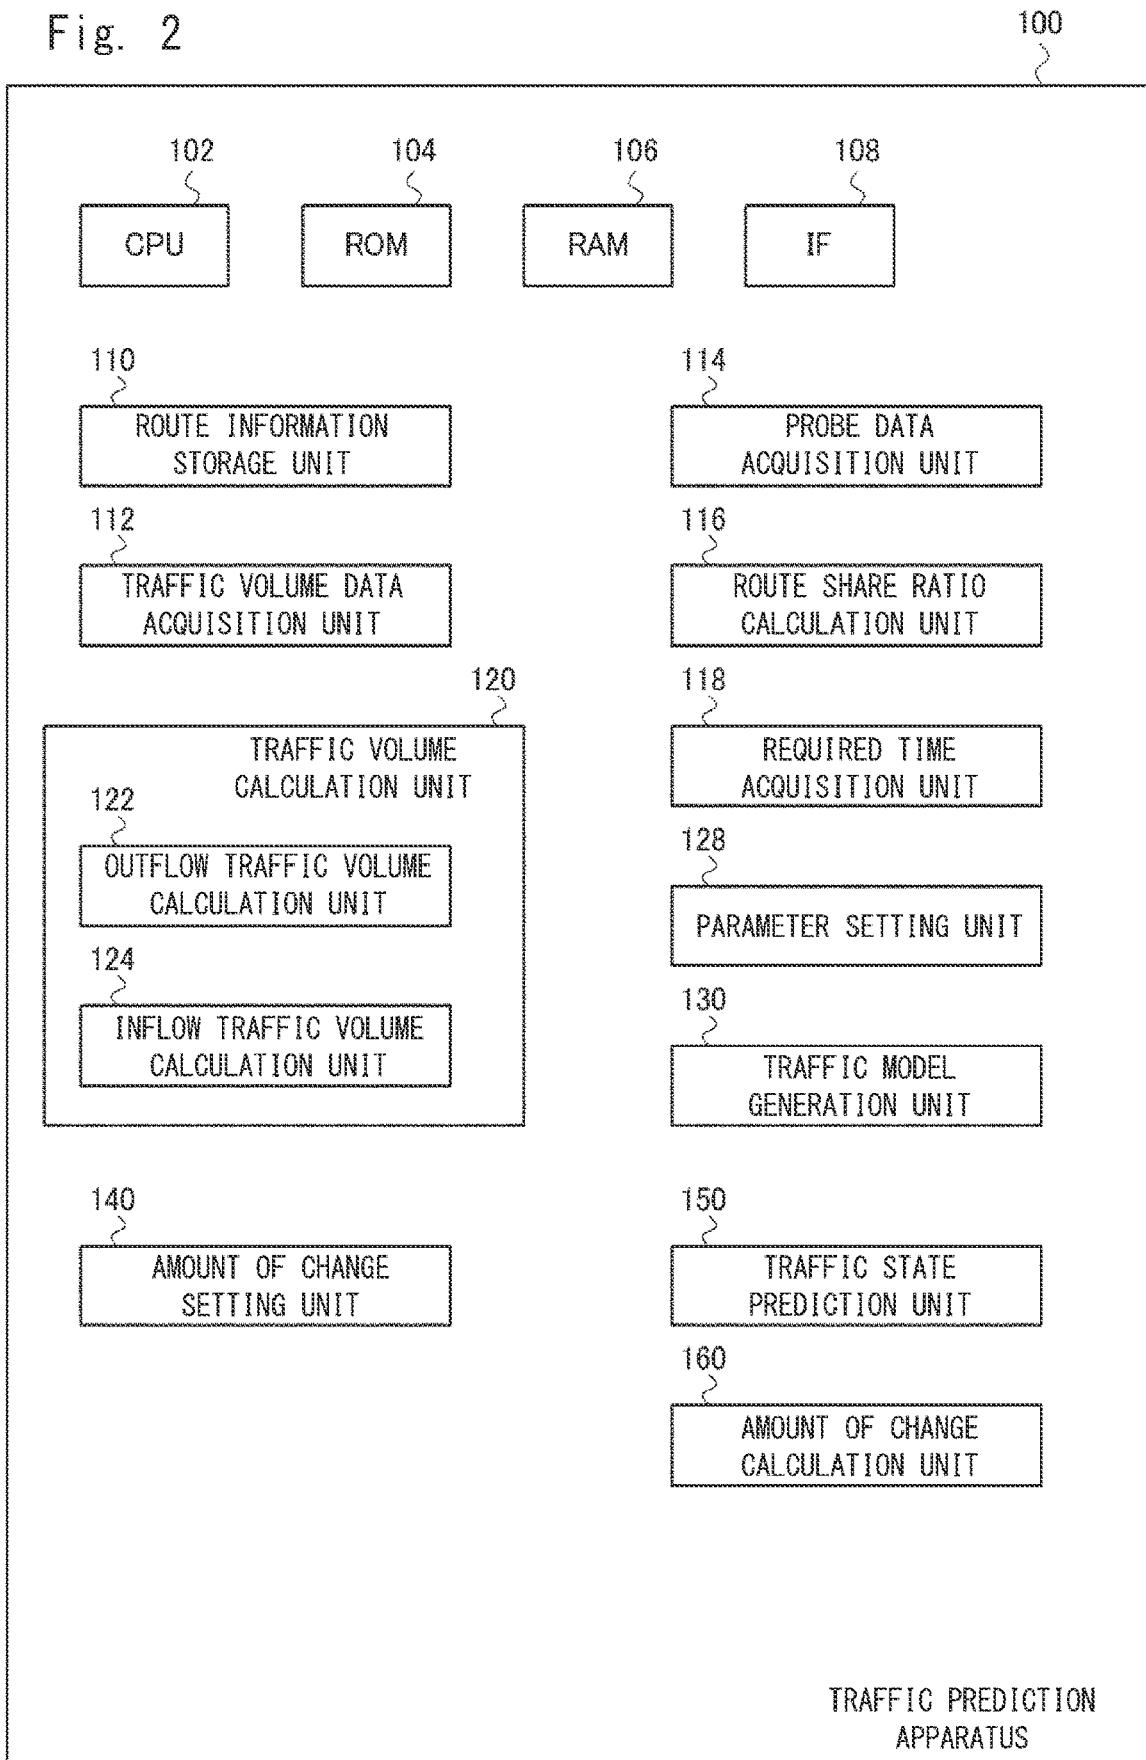 Fig. 2
100
102
104
106
108
CPU
ROM
RAM
IF
110
ROUTE INFORMATION
STORAGE UNIT
114
PROBE DATA
ACQUISITION UNIT
112
TRAFFIC VOLUME DATA
ACQUISITION UNIT
116
ROUTE SHARE RATIO
CALCULATION UNIT
120
TRAFFIC VOLUME
CALCULATION UNIT
118
REQUIRED TIME
ACQUISITION UNIT
122
OUTFLOW TRAFFIC VOLUME
CALCULATION UNIT
128
PARAMETER SETTING UNIT
124
INFLOW TRAFFIC VOLUME
CALCULATION UNIT
130
TRAFFIC MODEL
GENERATION UNIT
140
AMOUNT OF CHANGE
SETTING UNIT
150
TRAFFIC STATE
PREDICTION UNIT
160
AMOUNT OF CHANGE
CALCULATION UNIT
TRAFFIC PREDICTION
APPARATUS